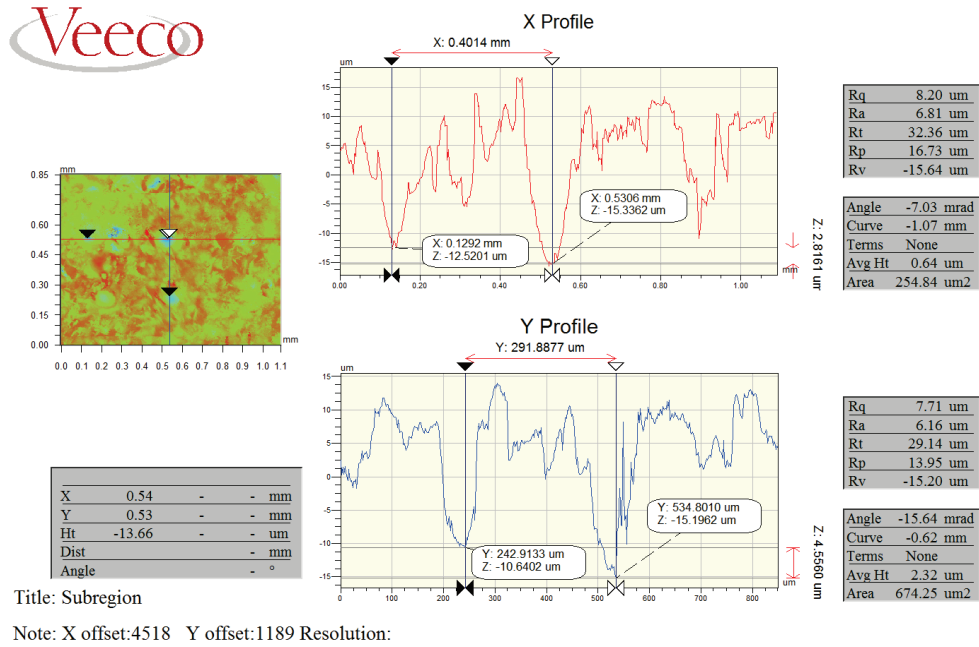 Veeco
X Profile
X: 0.4014 mm
um
15
10
5
0
-5
-10
-15
X: 0.5306 mm
Z: -15.3362 um
X: 0.1292 mm
Z: -12.5201 um
mm
0.00 0.20 0.40 0.60 0.80 1.00
Z: 2.8161 um
Rq 8.20 um
Ra 6.81 um
Rt 32.36 um
Rp 16.73 um
Rv -15.64 um
Angle -7.03 mrad
Curve -1.07 mm
Terms None
Avg Ht 0.64 um
Area 254.84 um2
mm
0.85
0.60
0.45
0.30
0.15
0.00
mm
0.0 0.1 0.2 0.3 0.4 0.5 0.6 0.7 0.8 0.9 1.0 1.1
Y Profile
Y: 291.8877 um
um
15
10
5
0
-5
-10
-15
Y: 534.8010 um
Z: -15.1962 um
Y: 242.9133 um
Z: -10.6402 um
um
0 100 200 300 400 500 600 700 800
Z: 4.5560 um
Rq 7.71 um
Ra 6.16 um
Rt 29.14 um
Rp 13.95 um
Rv -15.20 um
Angle -15.64 mrad
Curve -0.62 mm
Terms None
Avg Ht 2.32 um
Area 674.25 um2
X 0.54 - - mm
Y 0.53 - - mm
Ht -13.66 - - um
Dist - mm
Angle - °
Title: Subregion
Note: X offset:4518 Y offset:1189 Resolution: